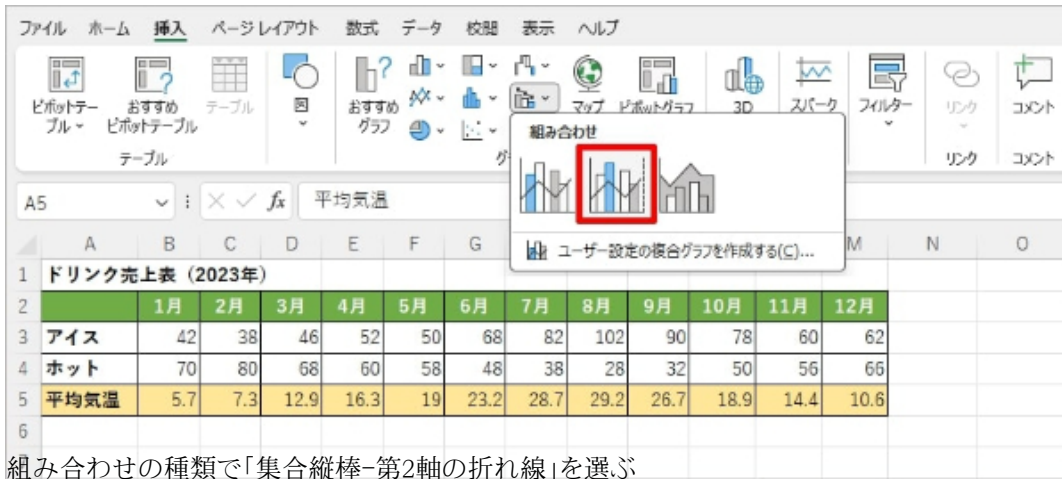 ファイル ホーム 挿入 ページ レイアウト 数式 データ 校閲 表示 ヘルプ
ピボットテーブル おすすめピボットテーブル テーブル 図 おすすめグラフ マップ ピボットグラフ 3D スパーク フィルター リンク コメント
テーブル グ リンク コメント
組み合わせ
ユーザー設定の複合グラフを作成する(C)...
A5 fx 平均気温
A B C D E F G M N O
1 ドリンク売上表（2023年）
2 1月 2月 3月 4月 5月 6月 7月 8月 9月 10月 11月 12月
3 アイス 42 38 46 52 50 68 82 102 90 78 60 62
4 ホット 70 80 68 60 58 48 38 28 32 50 56 66
5 平均気温 5.7 7.3 12.9 16.3 19 23.2 28.7 29.2 26.7 18.9 14.4 10.6
6
組み合わせの種類で「集合縦棒-第2軸の折れ線」を選ぶ